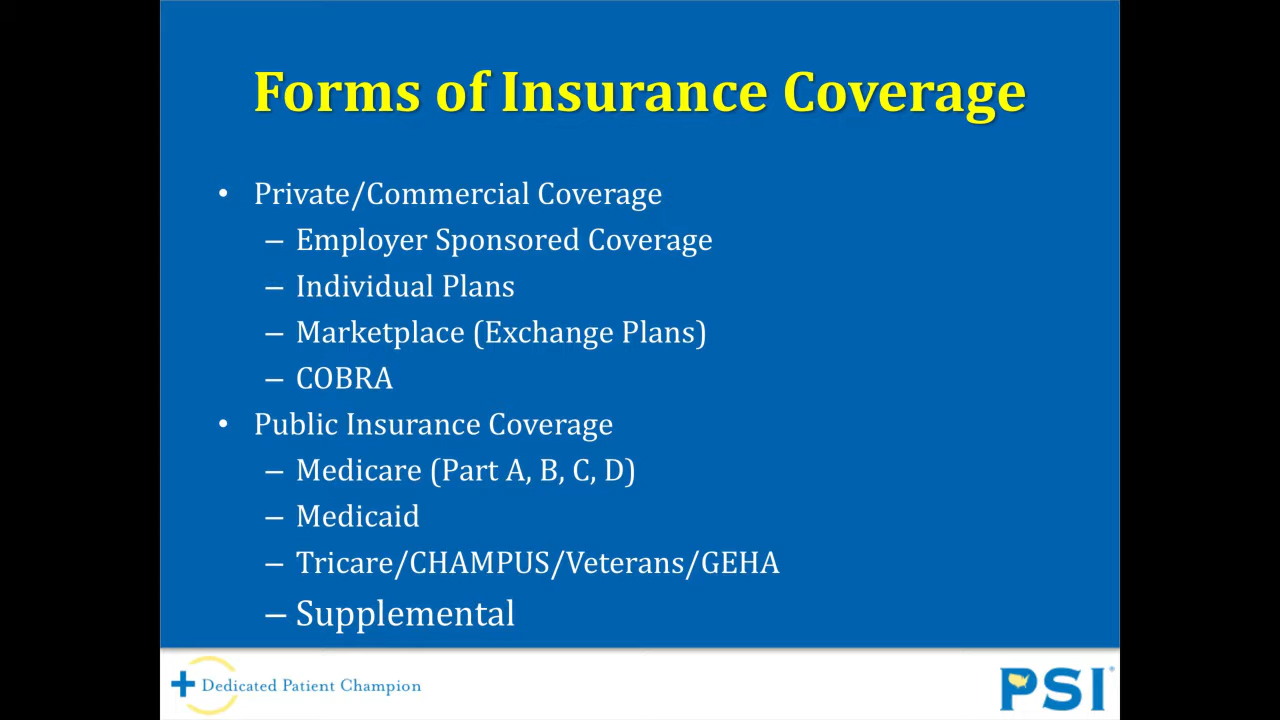 Forms of Insurance Coverage
• Private/Commercial Coverage
– Employer Sponsored Coverage
– Individual Plans
– Marketplace (Exchange Plans)
– COBRA
• Public Insurance Coverage
– Medicare (Part A, B, C, D)
– Medicaid
– Tricare/CHAMPUS/Veterans/GEHA
– Supplemental
Dedicated Patient Champion
PSI®